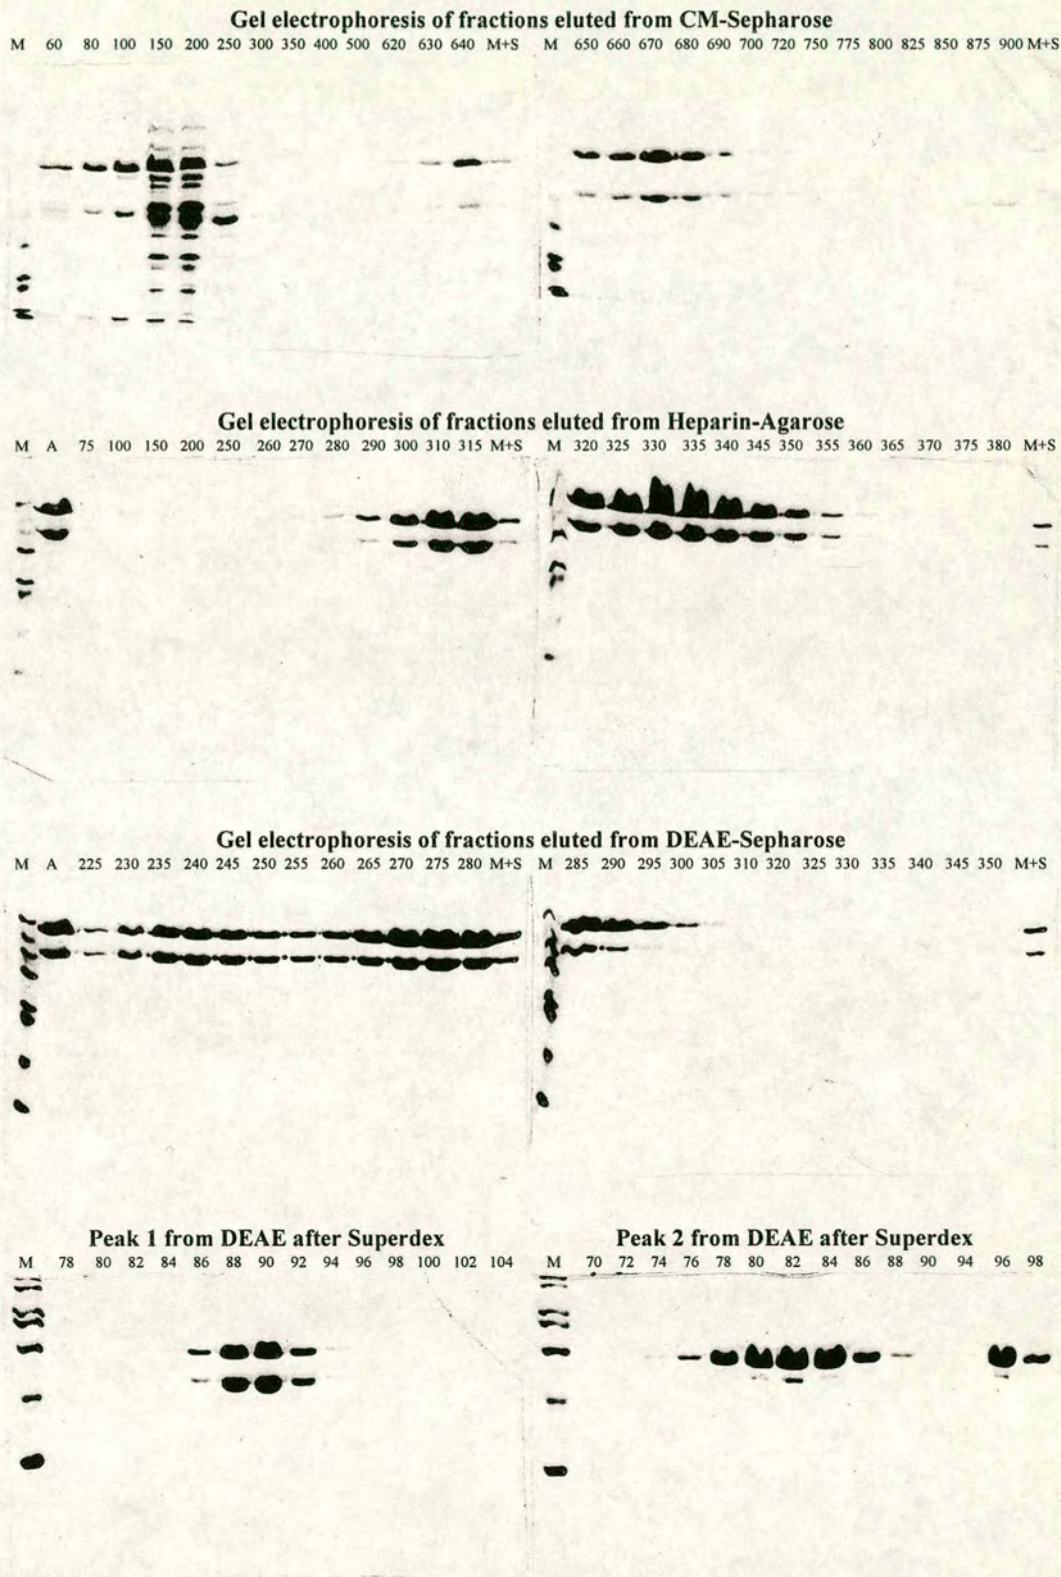 Gel electrophoresis of fractions eluted from CM-Sepharose
M 60 80 100 150 200 250 300 350 400 500 620 630 640 M+S M 650 660 670 680 690 700 720 750 775 800 825 850 875 900 M+S
Gel electrophoresis of fractions eluted from Heparin-Agarose
M A 75 100 150 200 250 260 270 280 290 300 310 315 M+S M 320 325 330 335 340 345 350 355 360 365 370 375 380 M+S
Gel electrophoresis of fractions eluted from DEAE-Sepharose
M A 225 230 235 240 245 250 255 260 265 270 275 280 M+S M 285 290 295 300 305 310 320 325 330 335 340 345 350 M+S
Peak 1 from DEAE after Superdex Peak 2 from DEAE after Superdex
M 78 80 82 84 86 88 90 92 94 96 98 100 102 104 M 70 72 74 76 78 80 82 84 86 88 90 94 96 98